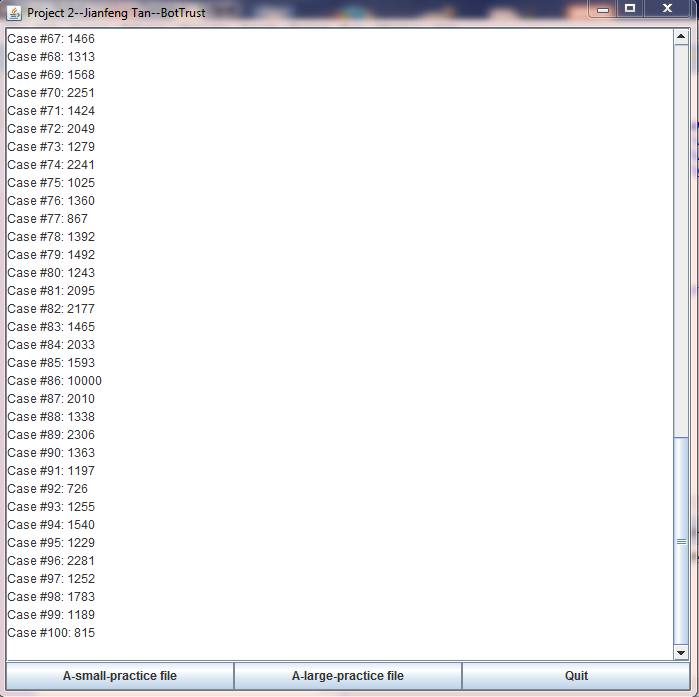 Project 2--Jianfeng Tan--BotTrust
Case #67: 1466
Case #68: 1313
Case #69: 1568
Case #70: 2251
Case #71: 1424
Case #72: 2049
Case #73: 1279
Case #74: 2241
Case #75: 1025
Case #76: 1360
Case #77: 867
Case #78: 1392
Case #79: 1492
Case #80: 1243
Case #81: 2095
Case #82: 2177
Case #83: 1465
Case #84: 2033
Case #85: 1593
Case #86: 10000
Case #87: 2010
Case #88: 1338
Case #89: 2306
Case #90: 1363
Case #91: 1197
Case #92: 726
Case #93: 1255
Case #94: 1540
Case #95: 1229
Case #96: 2281
Case #97: 1252
Case #98: 1783
Case #99: 1189
Case #100: 815
A-small-practice file A-large-practice file Quit